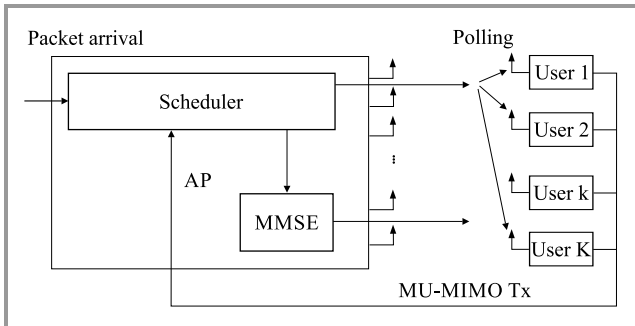 Packet arrival
Polling
Scheduler
User 1
User 2
AP
...
User k
MMSE
User K
MU-MIMO Tx